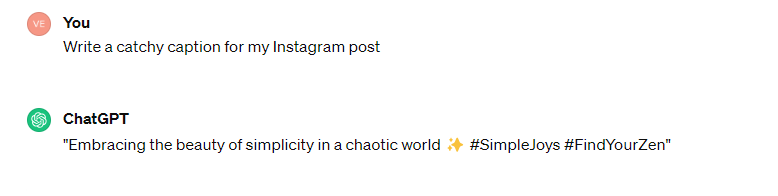 VE
You
Write a catchy caption for my Instagram post
ChatGPT
"Embracing the beauty of simplicity in a chaotic world ✨ #SimpleJoys #FindYourZen"